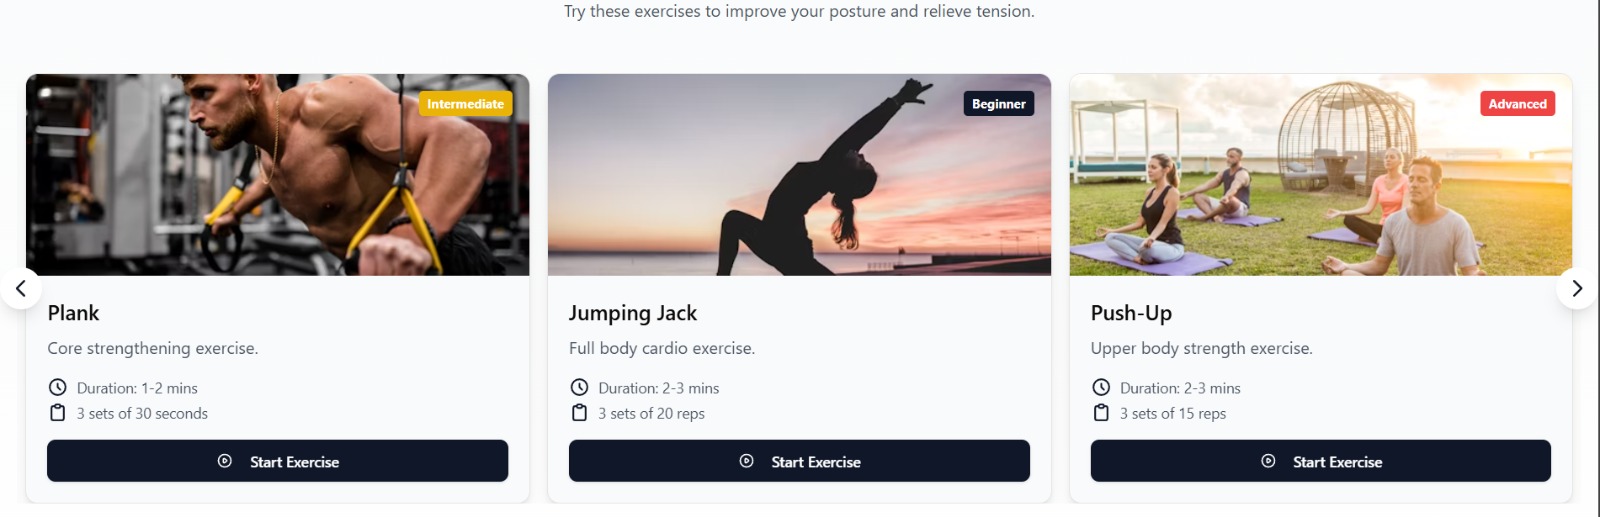 Try these exercises to improve your posture and relieve tension.
Intermediate
Plank
Core strengthening exercise.
Duration: 1-2 mins
3 sets of 30 seconds
Start Exercise
Beginner
Jumping Jack
Full body cardio exercise.
Duration: 2-3 mins
3 sets of 20 reps
Start Exercise
Advanced
Push-Up
Upper body strength exercise.
Duration: 2-3 mins
3 sets of 15 reps
Start Exercise